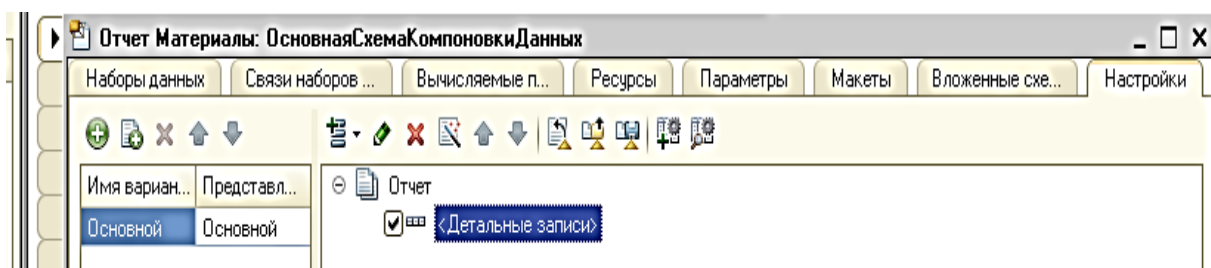 Отчет Материалы: ОсновнаяСхемаКомпоновкиДанных
Наборы данных Связи наборов ... Вычисляемые п... Ресурсы Параметры Макеты Вложенные схе... Настройки
Имя вариан... Представл...
Основной Основной
Отчет
<Детальные записи>